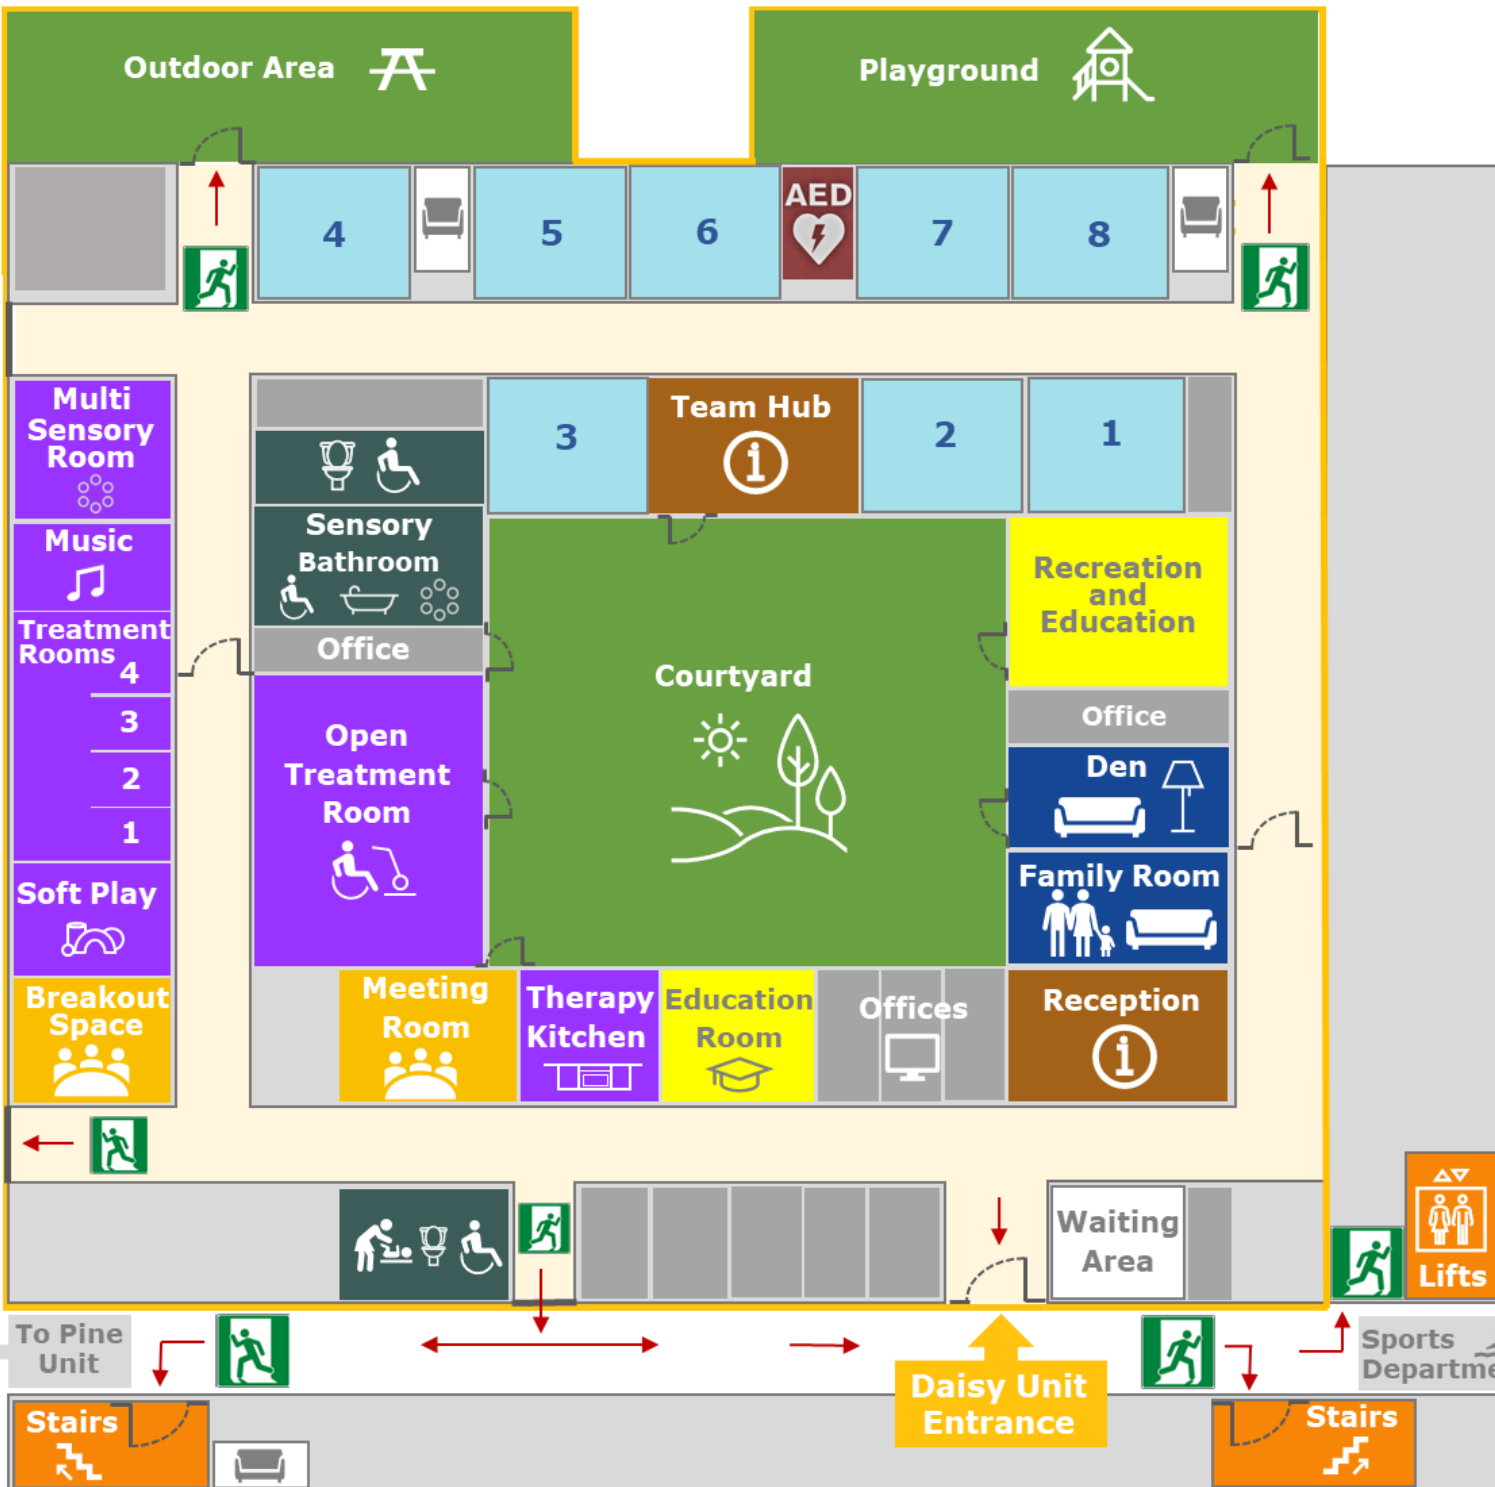 Outdoor Area
Playground
4
5
6
AED
7
8
Multi
Sensory
Room
3
Team Hub
2
1
Sensory
Bathroom
Music
Treatment
Rooms
4
3
2
1
Office
Open
Treatment
Room
Courtyard
Recreation
and
Education
Office
Den
Family Room
Soft Play
Breakout
Space
Meeting
Room
Therapy
Kitchen
Education
Room
Offices
Reception
Waiting
Area
Lifts
To Pine
Unit
Daisy Unit
Entrance
Sports
Departme
Stairs
Stairs